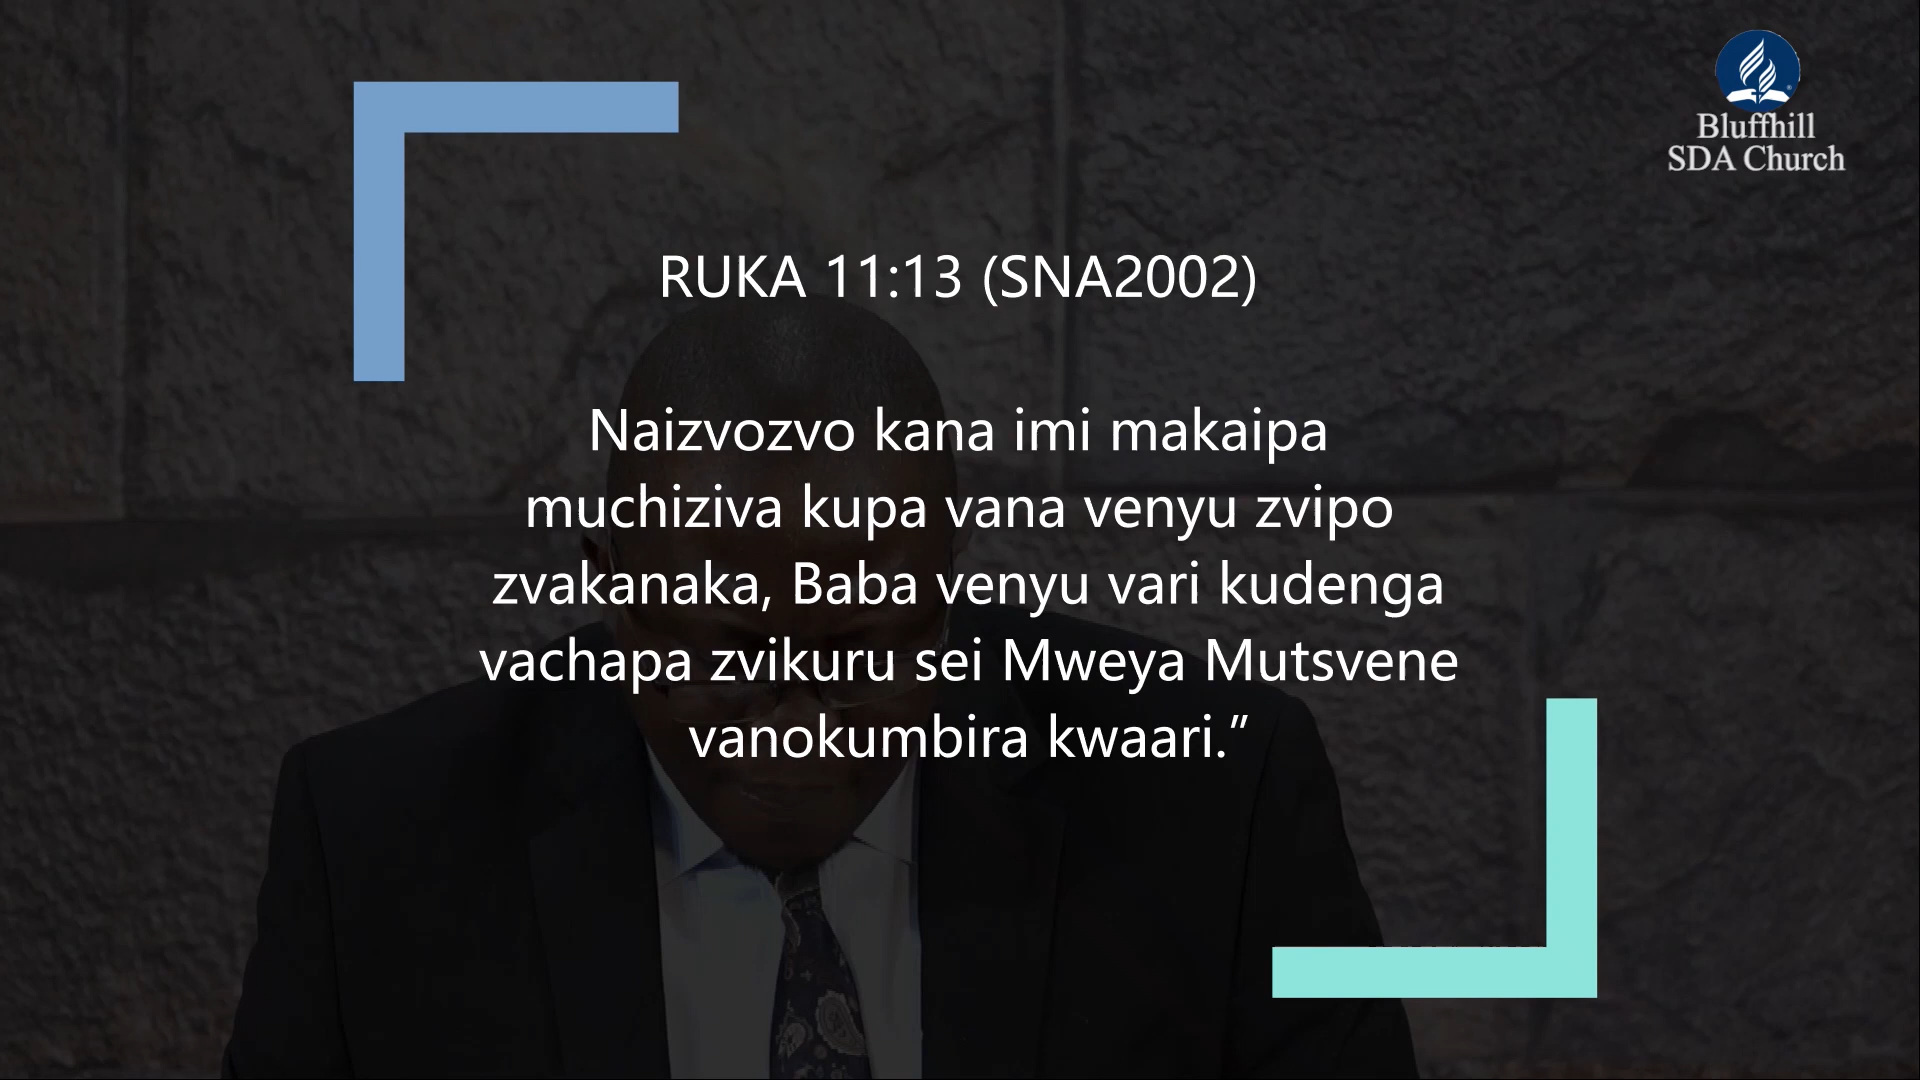 Bluffhill
SDA Church
RUKA 11:13 (SNA2002)
Naizvozvo kana imi makaipa
muchiziva kupa vana venyu zvipo
zvakanaka, Baba venyu vari kudenga
vachapa zvikuru sei Mweya Mutsvene
vanokumbira kwaari.”